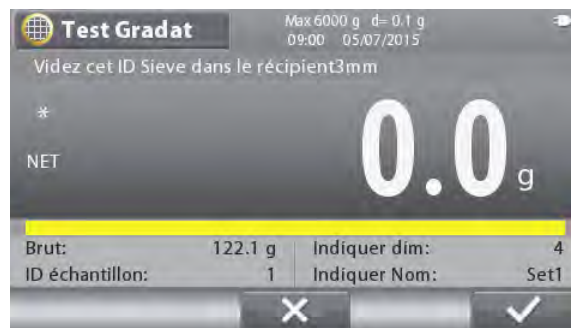 Test Gradat
Max 6000 g d= 0.1 g
09:00 05/07/2015
Videz cet ID Sieve dans le récipient3mm
*
NET
0.0 g
Brut: 122.1 g Indiquer dim: 4
ID échantillon: 1 Indiquer Nom: Set1